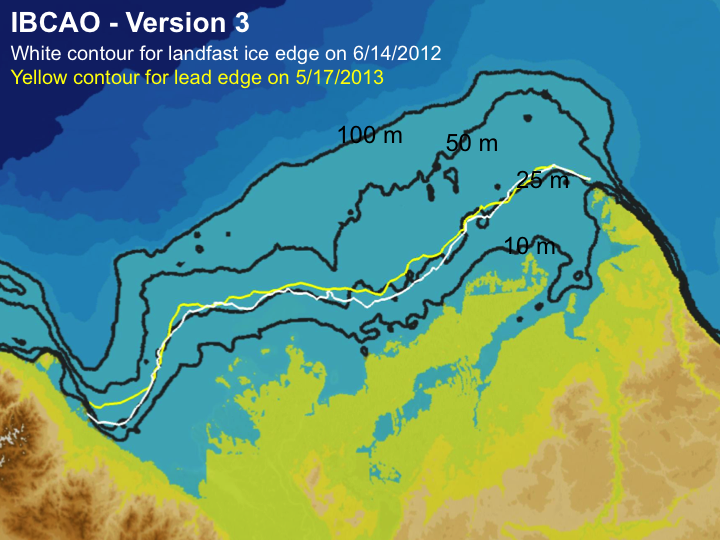 IBCAO - Version 3
White contour for landfast ice edge on 6/14/2012
Yellow contour for lead edge on 5/17/2013
100 m
50 m
25 m
10 m